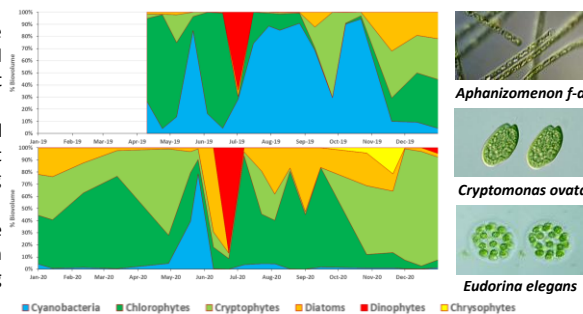 100%
90%
80%
70%
60%
50%
40%
30%
20%
10%
0%
% Biovolume
Jan-19 Feb-19 Mar-19 Apr-19 May-19 Jun-19 Jul-19 Aug-19 Sep-19 Oct-19 Nov-19 Dec-19
100%
90%
80%
70%
60%
50%
40%
30%
20%
10%
0%
% Biovolume
Jan-20 Feb-20 Mar-20 Apr-20 May-20 Jun-20 Jul-20 Aug-20 Sep-20 Oct-20 Nov-20 Dec-20
Cyanobacteria Chlorophytes Cryptophytes Diatoms Dinophytes Chrysophytes
Aphanizomenon f-a
Cryptomonas ovata
Eudorina elegans